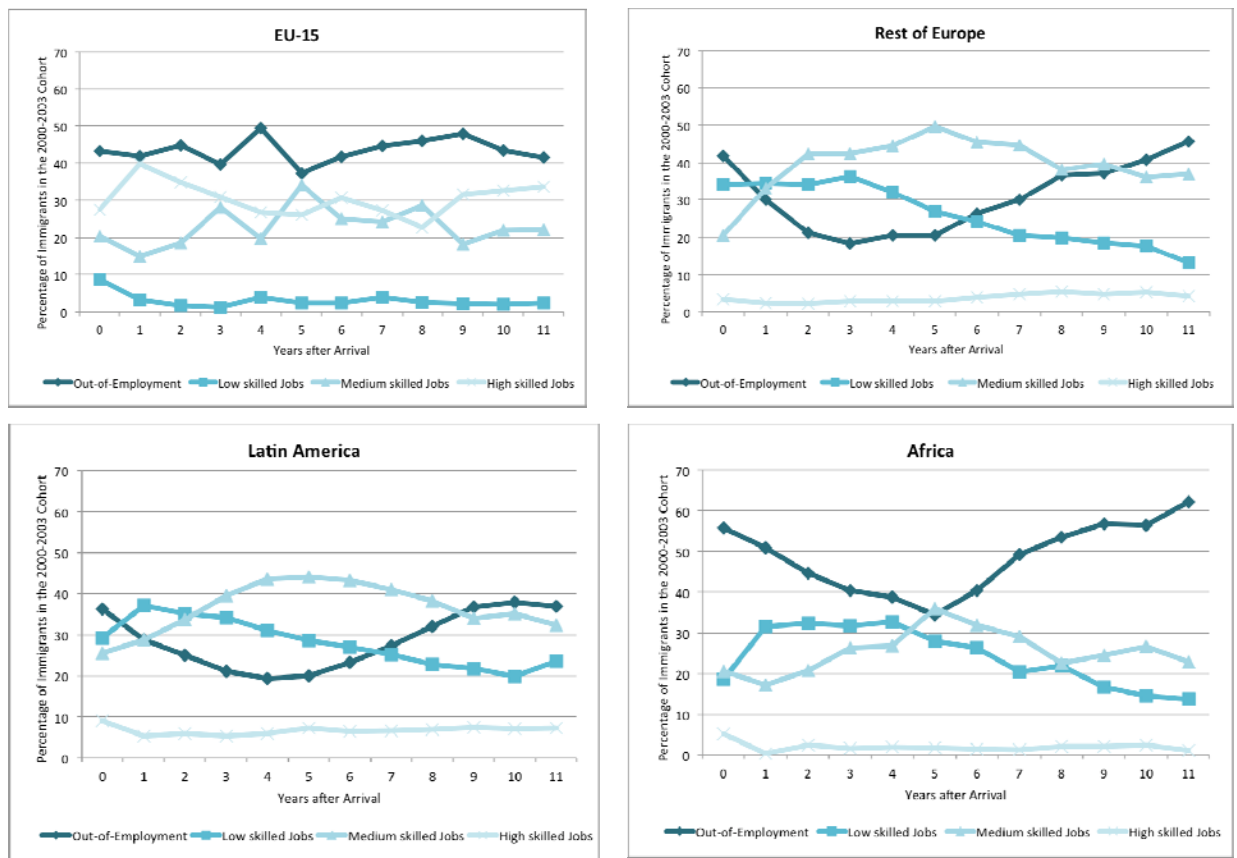 EU-15
Percentage of Immigrants in the 2000-2003 Cohort
70
60
50
40
30
20
10
0
0 1 2 3 4 5 6 7 8 9 10 11
Years after Arrival
Out-of-Employment Low skilled Jobs Medium skilled Jobs High skilled Jobs
Rest of Europe
Percentage of Immigrants in the 2000-2003 Cohort
70
60
50
40
30
20
10
0
0 1 2 3 4 5 6 7 8 9 10 11
Years after Arrival
Out-of-Employment Low skilled Jobs Medium skilled Jobs High skilled Jobs
Latin America
Percentage of Immigrants in the 2000-2003 Cohort
70
60
50
40
30
20
10
0
0 1 2 3 4 5 6 7 8 9 10 11
Years after Arrival
Out-of-Employment Low skilled Jobs Medium skilled Jobs High skilled Jobs
Africa
Percentage of Immigrants in the 2000-2003 Cohort
70
60
50
40
30
20
10
0
0 1 2 3 4 5 6 7 8 9 10 11
Years after Arrival
Out-of-Employment Low skilled Jobs Medium skilled Jobs High skilled Jobs